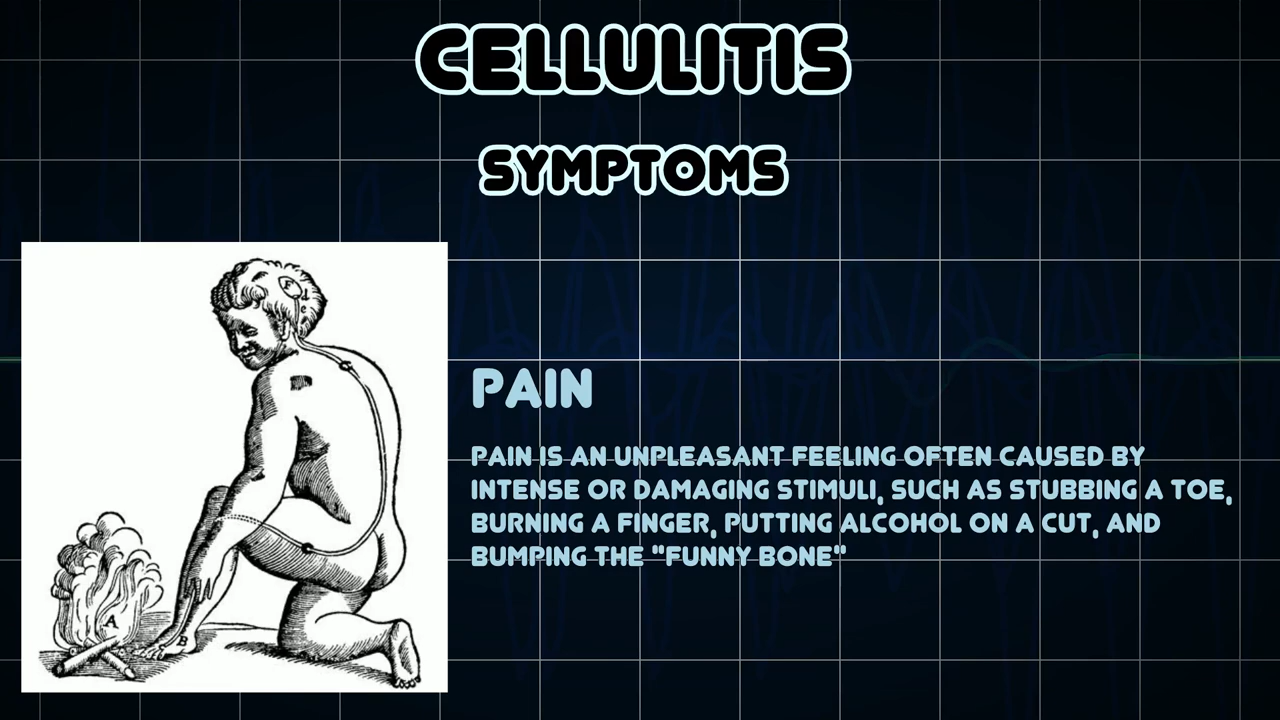 CELLULITIS
SYMPTOMS
F
A
B
PAIN
PAIN IS AN UNPLEASANT FEELING OFTEN CAUSED BY
INTENSE OR DAMAGING STIMULI, SUCH AS STUBBING A TOE,
BURNING A FINGER, PUTTING ALCOHOL ON A CUT, AND
BUMPING THE "FUNNY BONE"